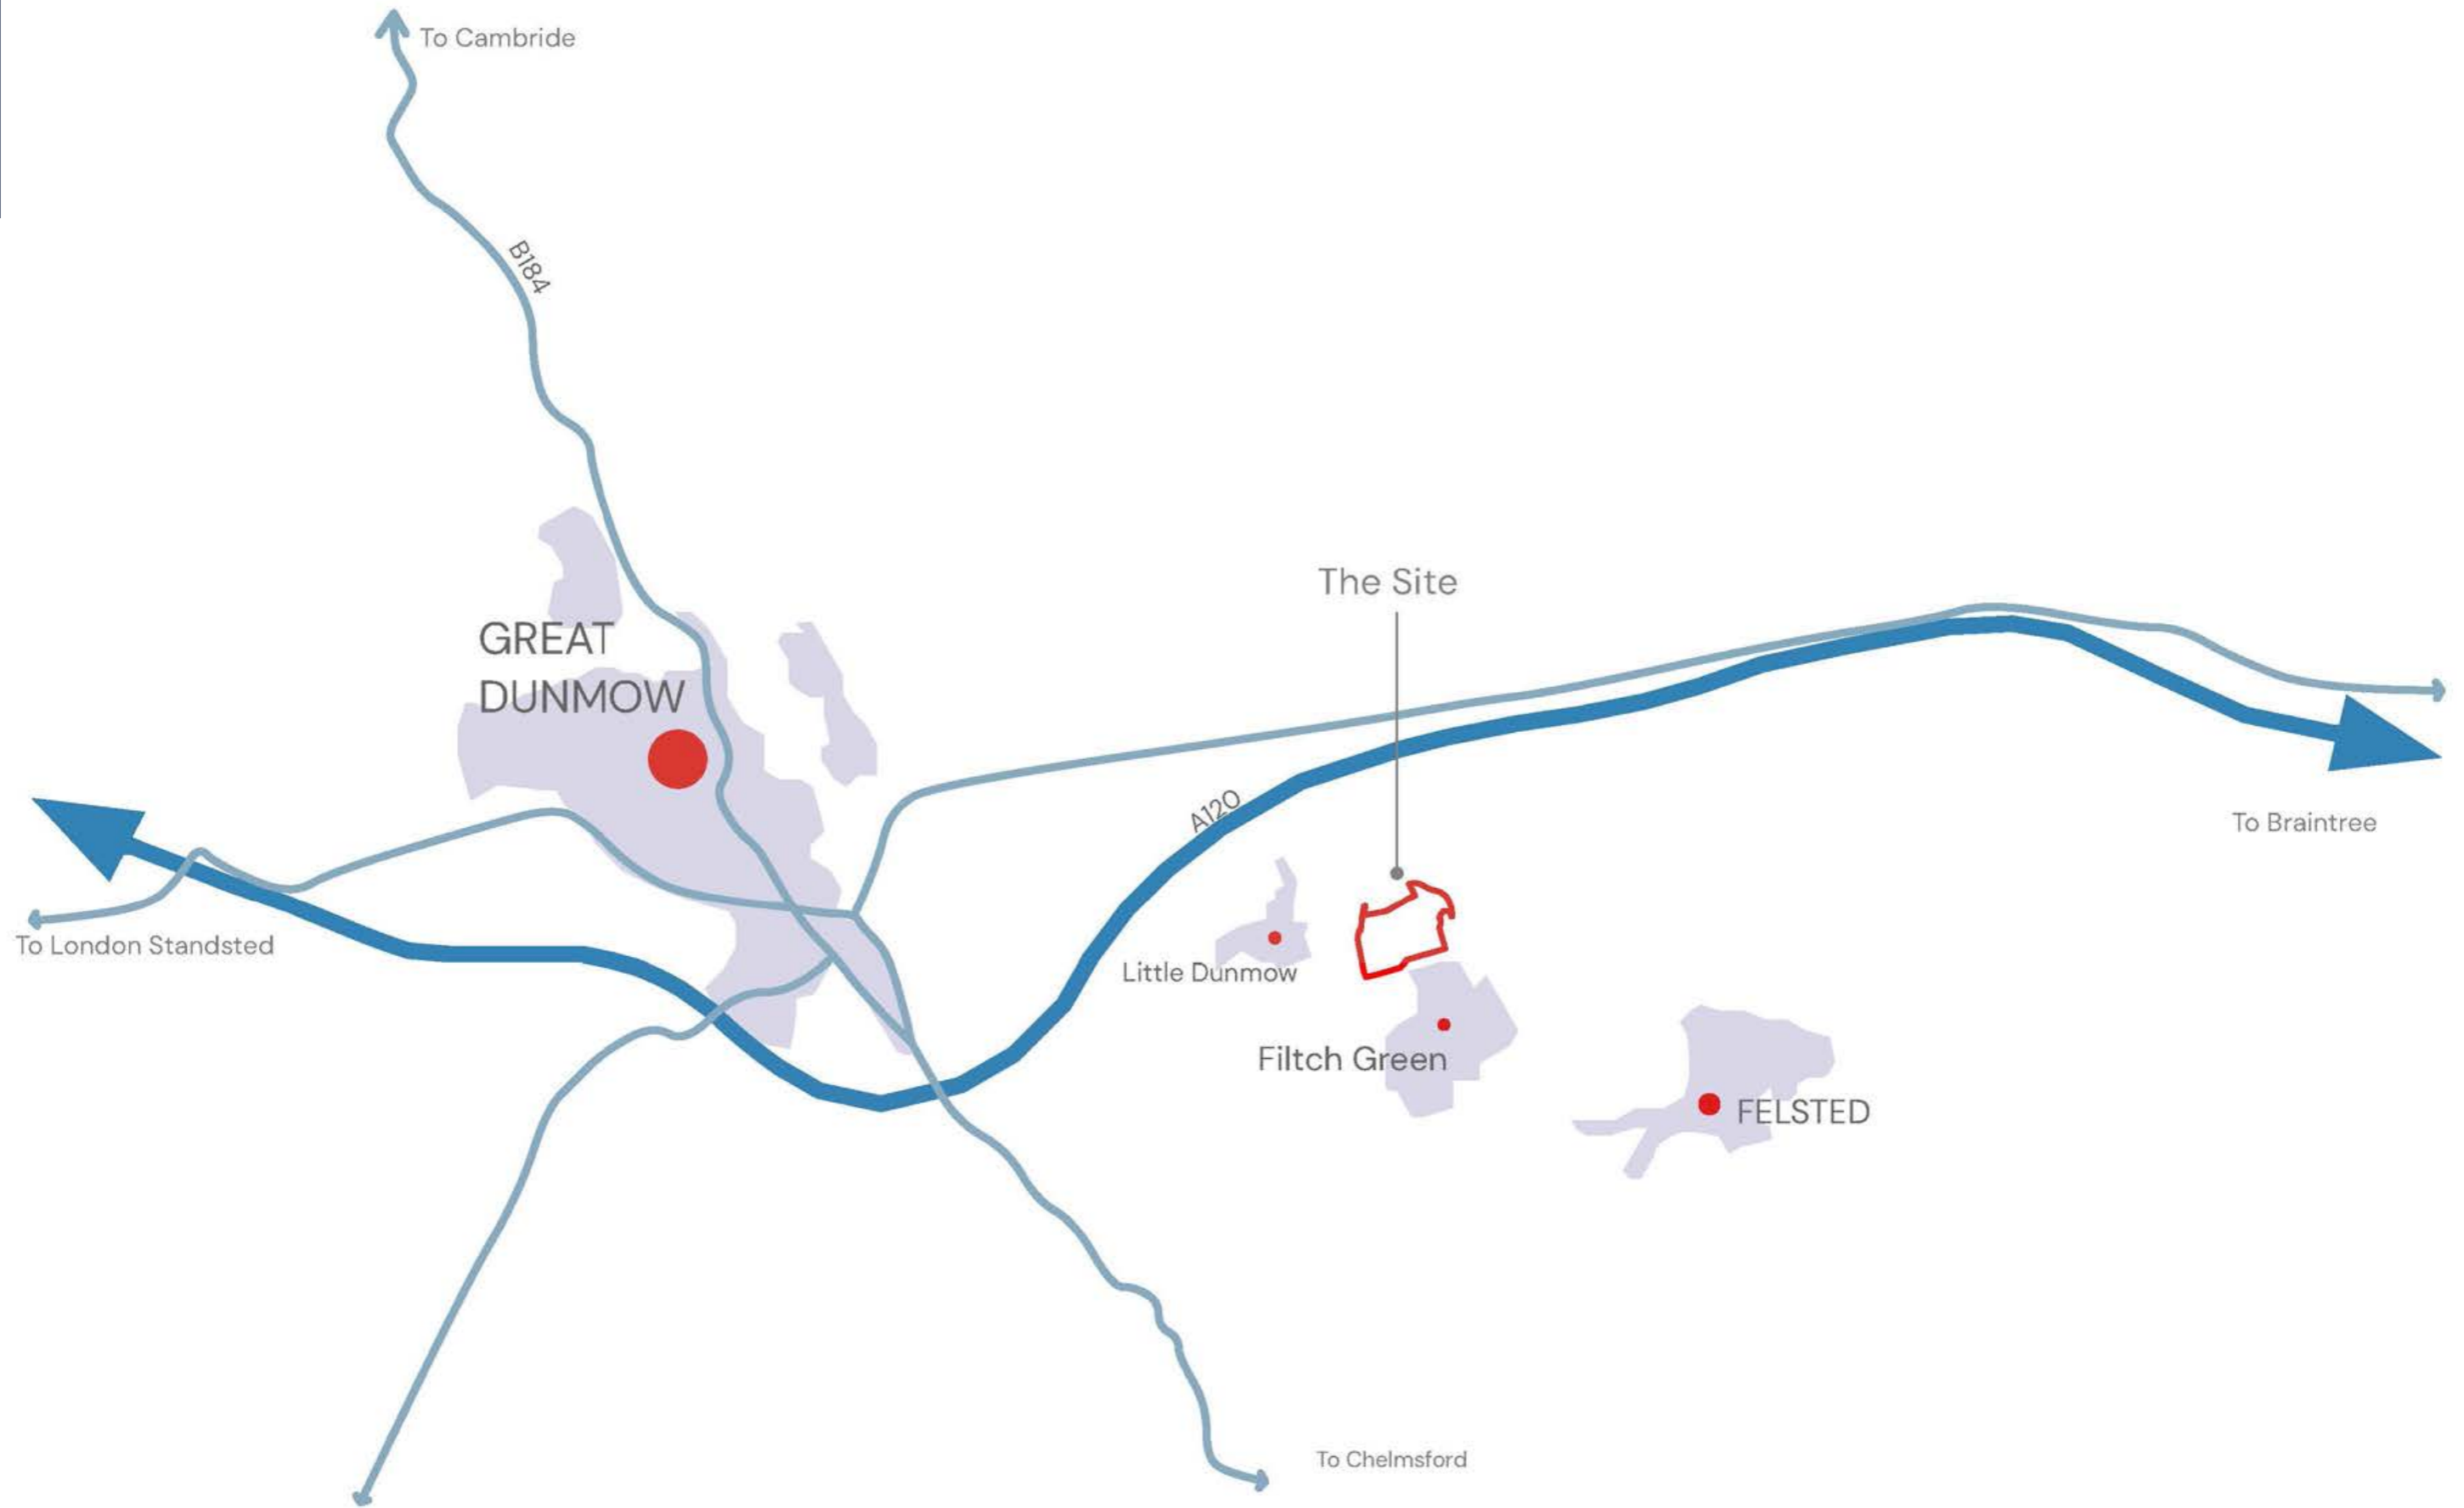 To Cambride
B184
The Site
GREAT
DUNMOW
A120
To Braintree
To London Standsted
Little Dunmow
Filtch Green
FELSTED
To Chelmsford